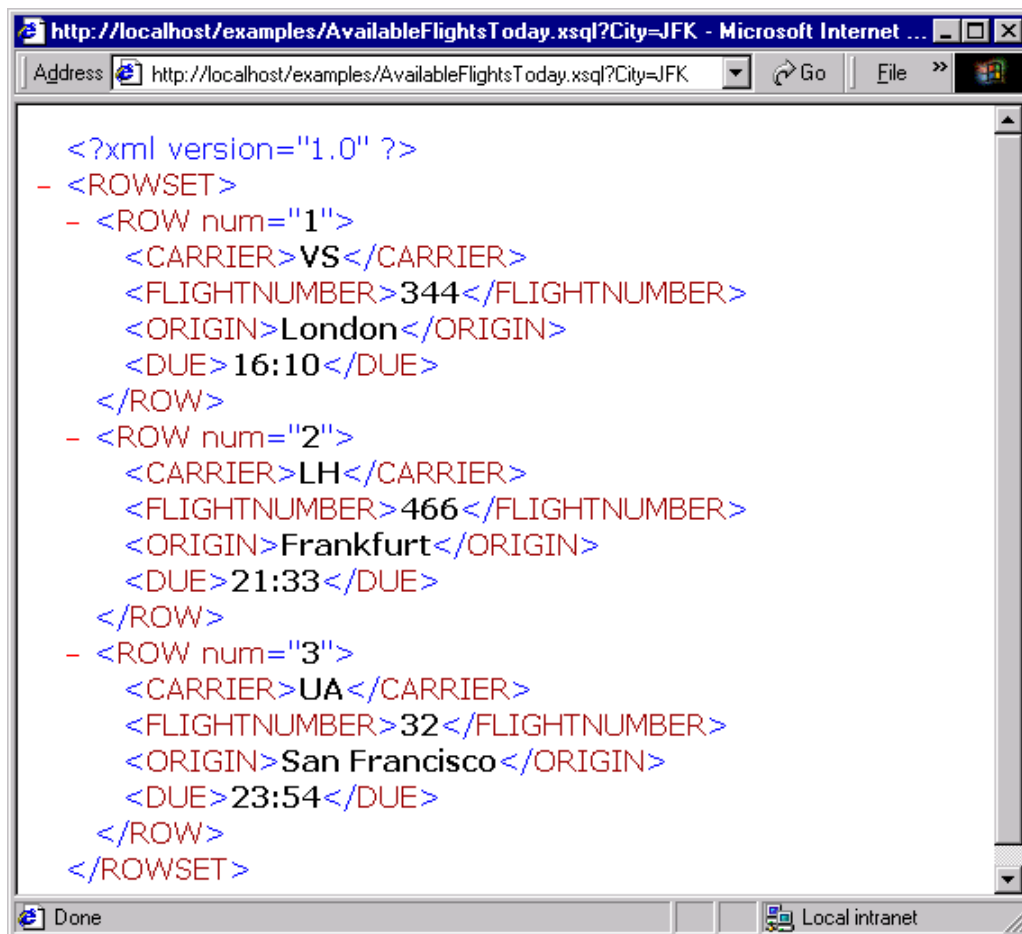 http://localhost/examples/AvailableFlightsToday.xsql?City=JFK - Microsoft Internet ...
Address http://localhost/examples/AvailableFlightsToday.xsql?City=JFK Go File »
<?xml version="1.0" ?>
- <ROWSET>
- <ROW num="1">
<CARRIER>VS</CARRIER>
<FLIGHTNUMBER>344</FLIGHTNUMBER>
<ORIGIN>London</ORIGIN>
<DUE>16:10</DUE>
</ROW>
- <ROW num="2">
<CARRIER>LH</CARRIER>
<FLIGHTNUMBER>466</FLIGHTNUMBER>
<ORIGIN>Frankfurt</ORIGIN>
<DUE>21:33</DUE>
</ROW>
- <ROW num="3">
<CARRIER>UA</CARRIER>
<FLIGHTNUMBER>32</FLIGHTNUMBER>
<ORIGIN>San Francisco</ORIGIN>
<DUE>23:54</DUE>
</ROW>
</ROWSET>
Done Local intranet